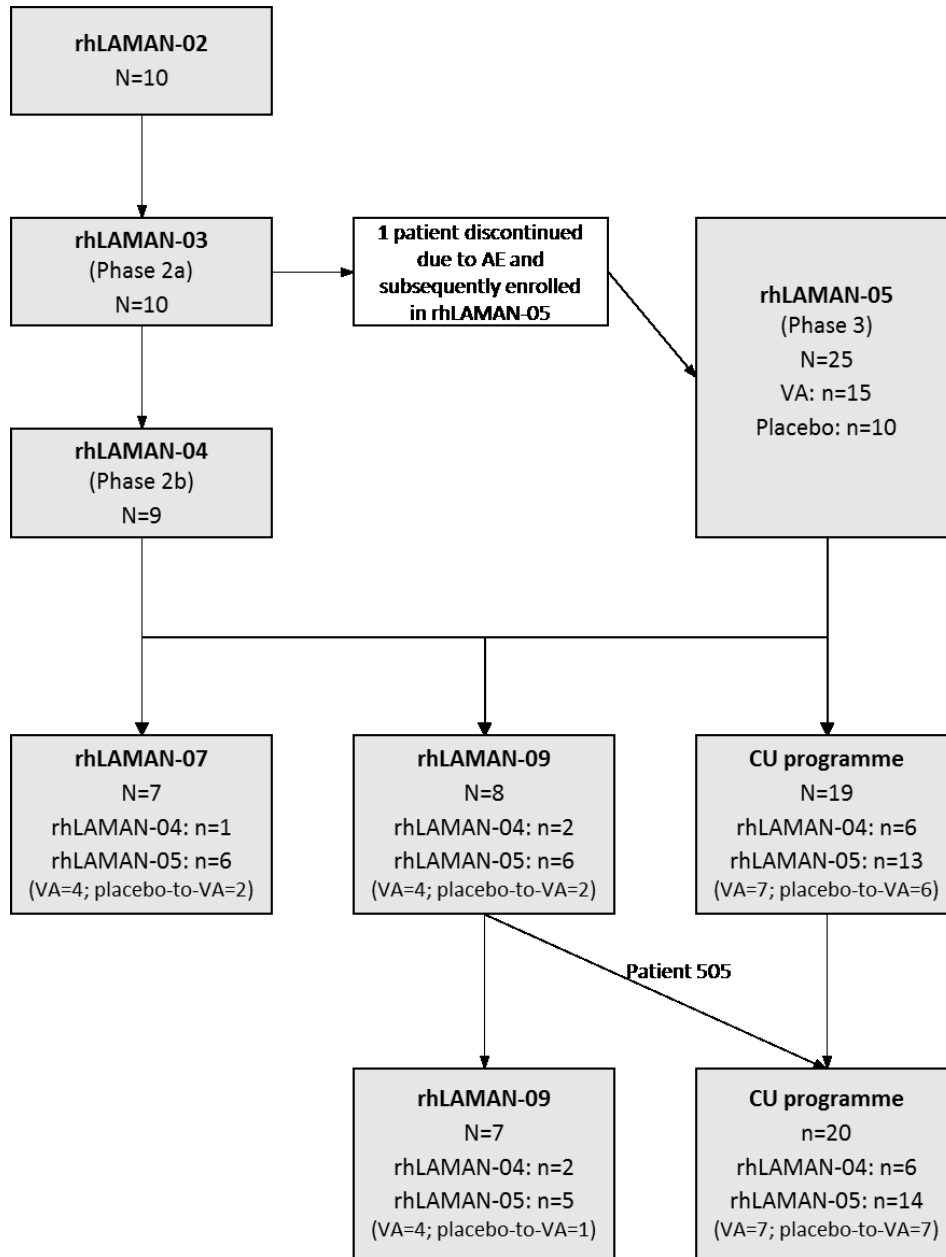 rhLAMAN-02
N=10
rhLAMAN-03
(Phase 2a)
N=10
1 patient discontinued
due to AE and
subsequently enrolled
in rhLAMAN-05
rhLAMAN-05
(Phase 3)
N=25
VA: n=15
Placebo: n=10
rhLAMAN-04
(Phase 2b)
N=9
rhLAMAN-07
N=7
rhLAMAN-04: n=1
rhLAMAN-05: n=6
(VA=4; placebo-to-VA=2)
rhLAMAN-09
N=8
rhLAMAN-04: n=2
rhLAMAN-05: n=6
(VA=4; placebo-to-VA=2)
CU programme
N=19
rhLAMAN-04: n=6
rhLAMAN-05: n=13
(VA=7; placebo-to-VA=6)
Patient 505
rhLAMAN-09
N=7
rhLAMAN-04: n=2
rhLAMAN-05: n=5
(VA=4; placebo-to-VA=1)
CU programme
n=20
rhLAMAN-04: n=6
rhLAMAN-05: n=14
(VA=7; placebo-to-VA=7)